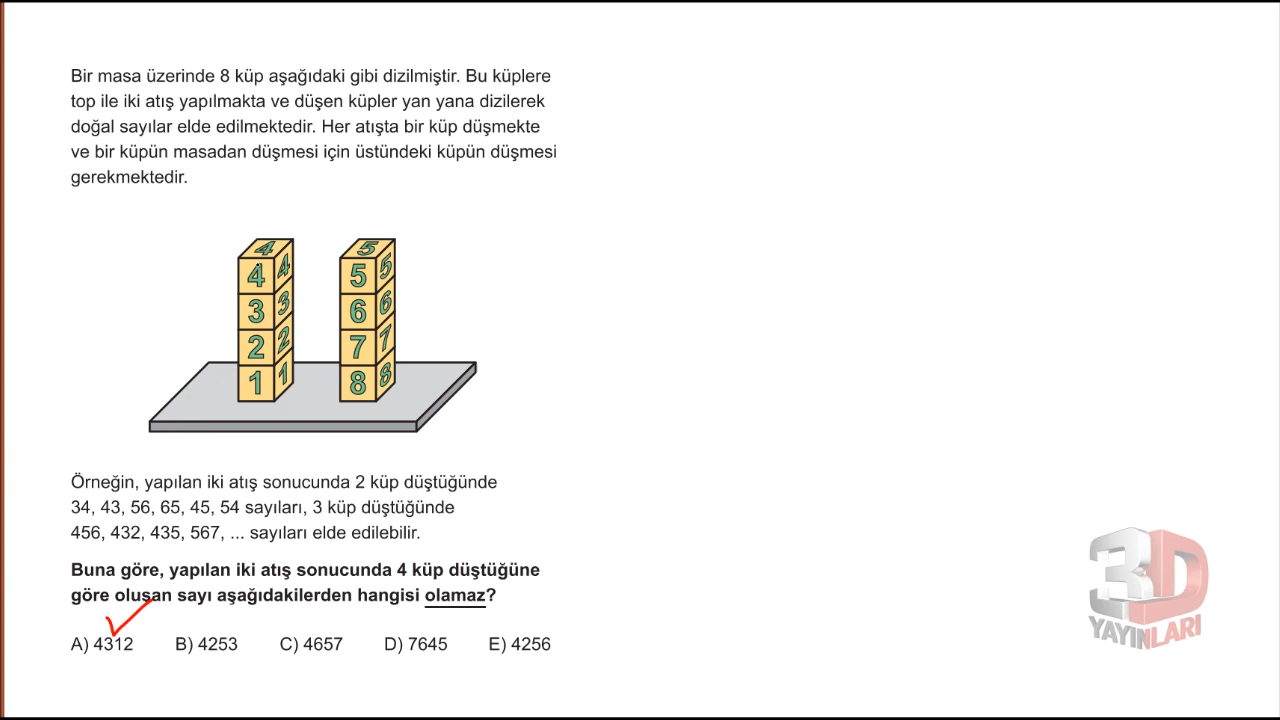 Bir masa üzerinde 8 küp aşağıdaki gibi dizilmiştir. Bu küplere
top ile iki atış yapılmakta ve düşen küpler yan yana dizilerek
doğal sayılar elde edilmektedir. Her atışta bir küp düşmekte
ve bir küpün masadan düşmesi için üstündeki küpün düşmesi
gerekmektedir.
4 5
4 4 5 5
3 3 6 6
2 2 7 7
1 1 8 8
Örneğin, yapılan iki atış sonucunda 2 küp düştüğünde
34, 43, 56, 65, 45, 54 sayıları, 3 küp düştüğünde
456, 432, 435, 567, ... sayıları elde edilebilir.
Buna göre, yapılan iki atış sonucunda 4 küp düştüğüne
göre oluşan sayı aşağıdakilerden hangisi olamaz?
A) 4312 B) 4253 C) 4657 D) 7645 E) 4256
3D
YAYINLARI